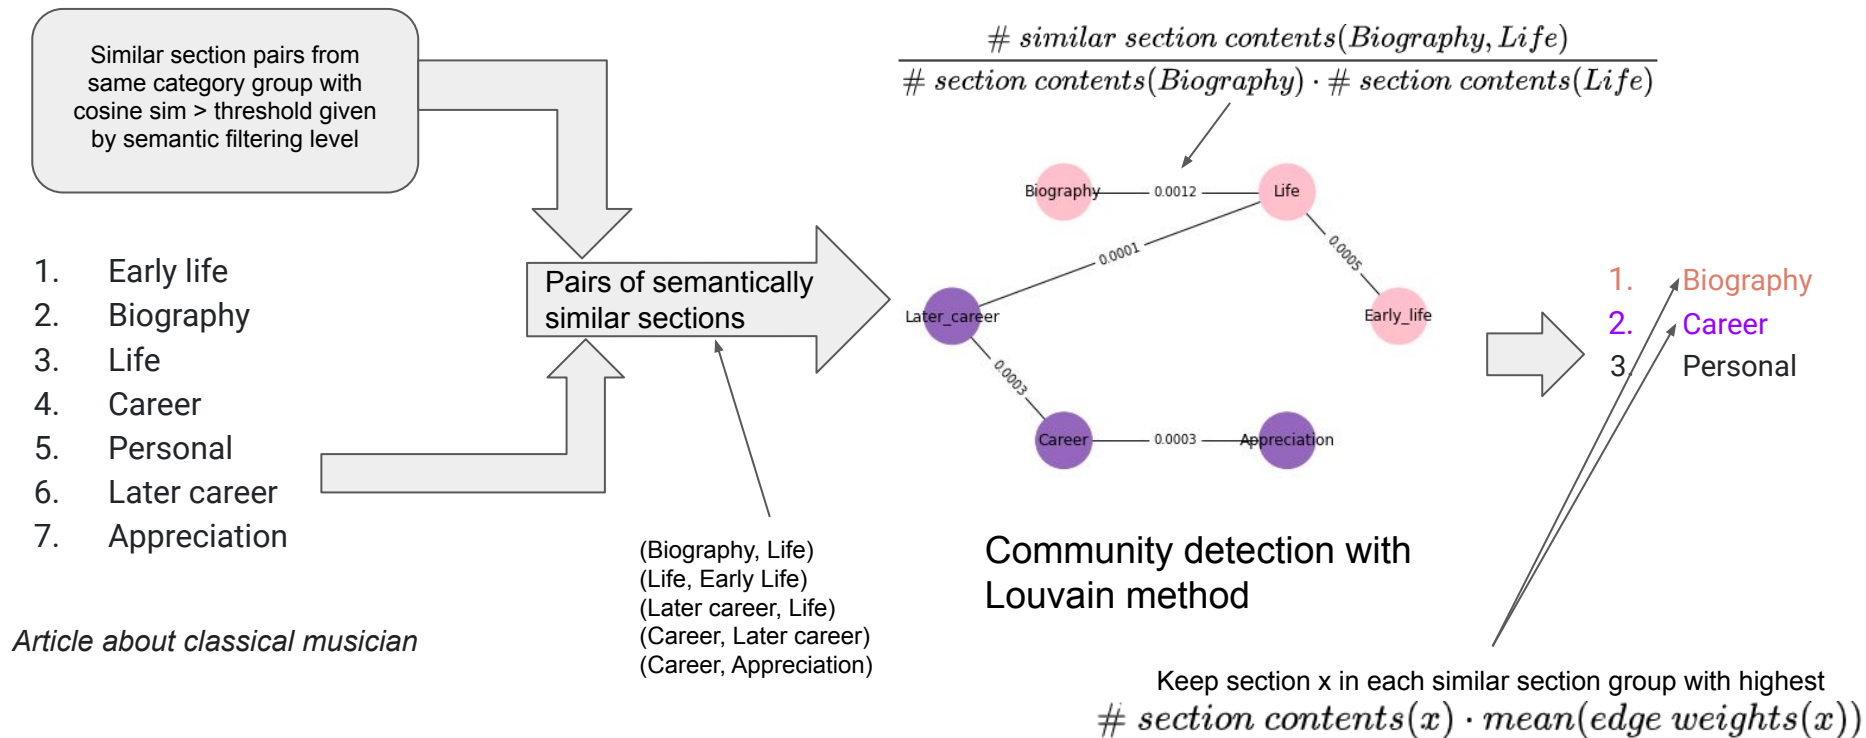 Similar section pairs from
same category group with
cosine sim > threshold given
by semantic filtering level
1. Early life
2. Biography
3. Life
4. Career
5. Personal
6. Later career
7. Appreciation
Article about classical musician
Pairs of semantically
similar sections
(Biography, Life)
(Life, Early Life)
(Later career, Life)
(Career, Later career)
(Career, Appreciation)
# similar section contents(Biography, Life)
# section contents(Biography) · # section contents(Life)
Biography
0.0012
Life
0.0001
0.0005
Later_career
Early_life
0.0003
Career
0.0003
Appreciation
Community detection with
Louvain method
1. Biography
2. Career
3. Personal
Keep section x in each similar section group with highest
# section contents(x) · mean(edge weights(x))